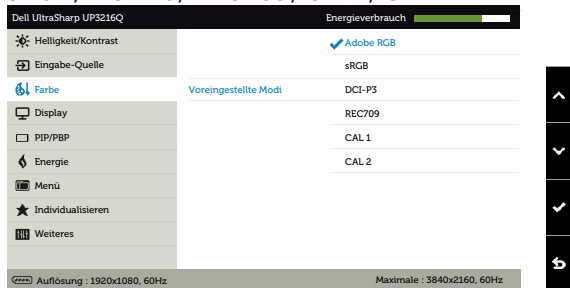 Dell UltraSharp UP3216Q Energieverbrauch
Helligkeit/Kontrast Adobe RGB
Eingabe-Quelle sRGB
Farbe Voreingestellte Modi DCI-P3
Display REC709
PIP/PBP CAL 1
Energie CAL 2
Menü
Individualisieren
Weiteres
Auflösung : 1920x1080, 60Hz Maximale : 3840x2160, 60Hz